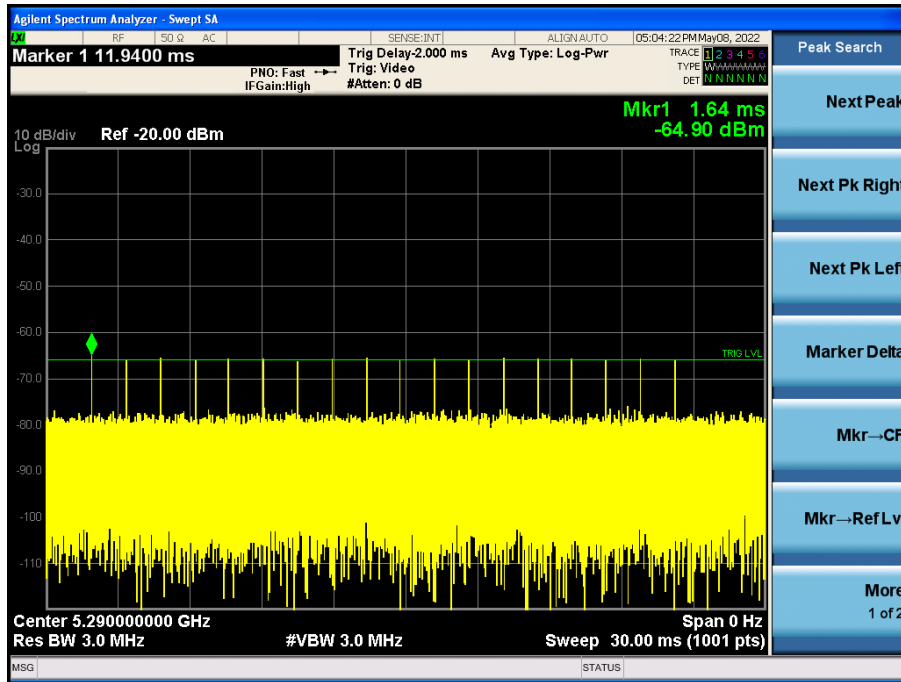 Agilent Spectrum Analyzer - Swept SA
LXI RF 50 Ω AC SENSE:INT ALIGN AUTO 05:04:22 PM May 08, 2022
Marker 1 11.9400 ms
PNO: Fast
IFGain:High
Trig Delay-2.000 ms
Trig: Video
#Atten: 0 dB
Avg Type: Log-Pwr
TRACE 1 2 3 4 5 6
TYPE WWWWWW
DET N N N N N N
Peak Search
Mkr1 1.64 ms
-64.90 dBm
10 dB/div
Log
Ref -20.00 dBm
-30.0
-40.0
-50.0
-60.0
-70.0
-80.0
-90.0
-100
-110
TRIG LVL
Center 5.290000000 GHz
Span 0 Hz
Res BW 3.0 MHz
#VBW 3.0 MHz
Sweep 30.00 ms (1001 pts)
MSG
STATUS
Next Peak
Next Pk Right
Next Pk Left
Marker Delta
Mkr→CF
Mkr→Ref Lv
More
1 of 2